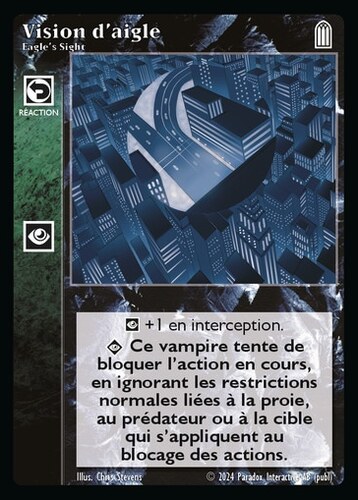 Vision d'aigle
Eagle's Sight
RÉACTION
+1 en interception.
Ce vampire tente de
bloquer l'action en cours,
en ignorant les restrictions
normales liées à la proie,
au prédateur ou à la cible
qui s'appliquent au
blocage des actions.
Illus. Chris Stevens
© 2024 Paradox Interactive AB (publ)